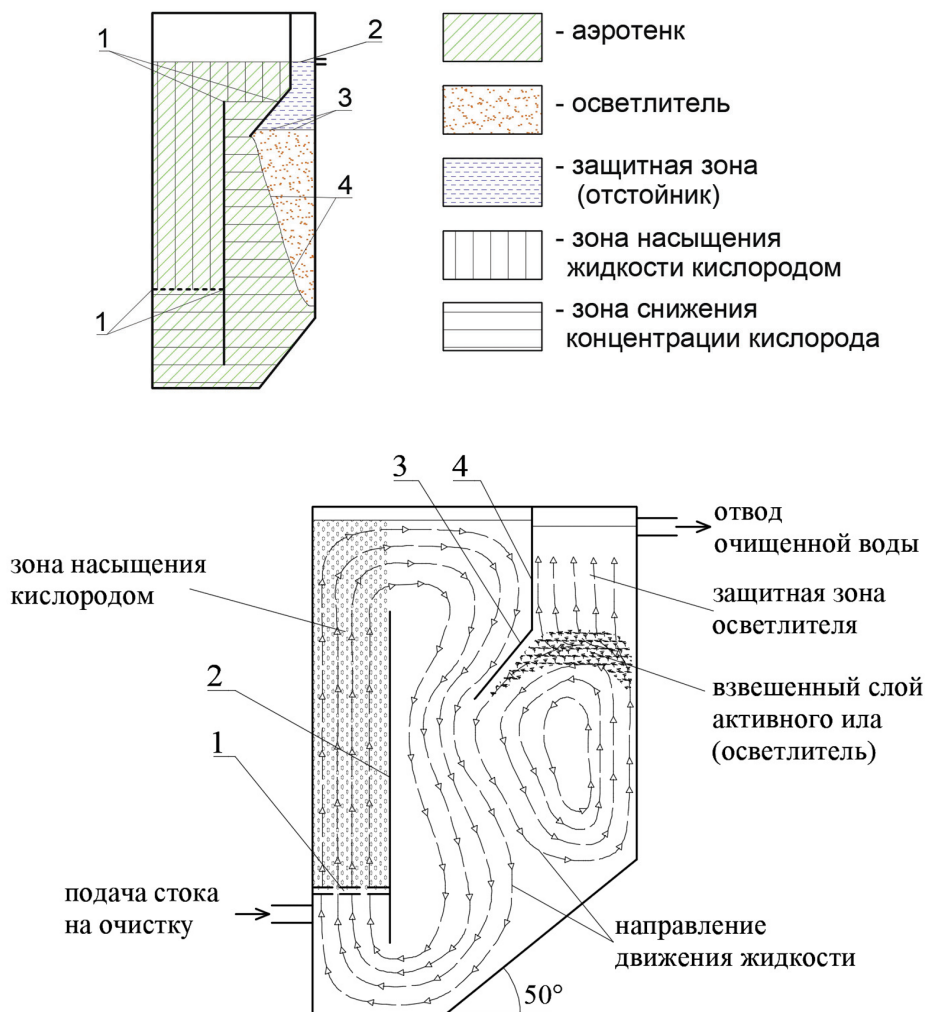 1
2
3
4
1
- аэротенк
- осветлитель
- защитная зона
(отстойник)
- зона насыщения
жидкости кислородом
- зона снижения
концентрации кислорода
3
4
отвод
очищенной воды
зона насыщения
кислородом
защитная зона
осветлителя
2
взвешенный слой
активного ила
(осветлитель)
1
подача стока
на очистку
направление
движения жидкости
50°